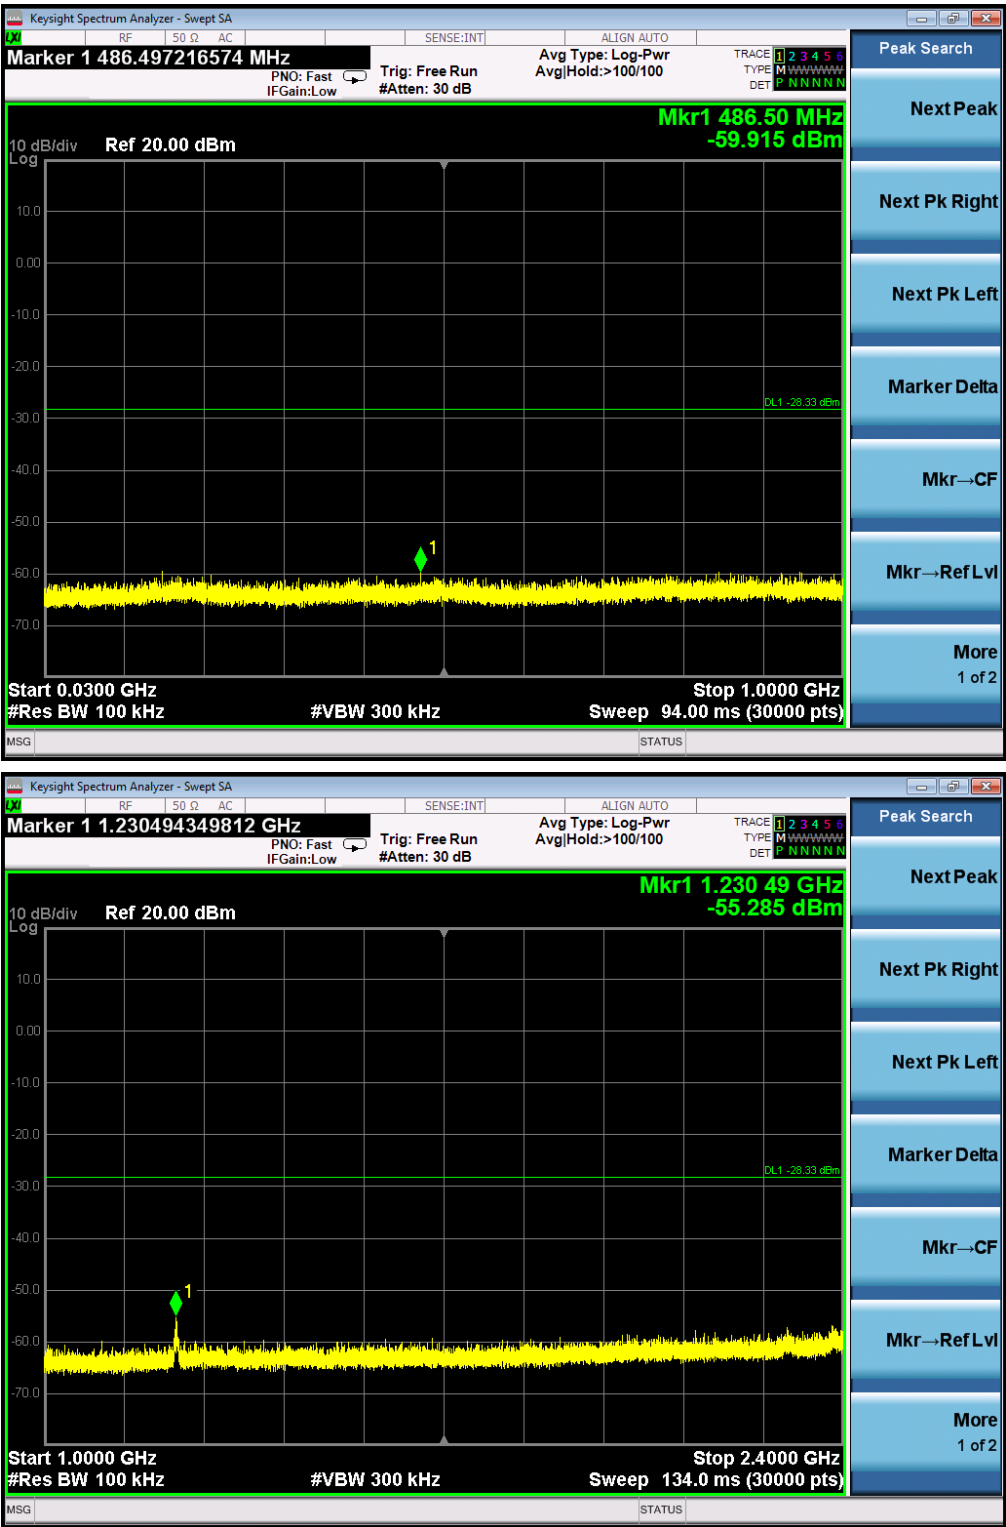 Keysight Spectrum Analyzer - Swept SA
LXI RF 50 Ω AC SENSE:INT ALIGN AUTO
Marker 1 486.497216574 MHz
PNO: Fast
IFGain:Low
Trig: Free Run
#Atten: 30 dB
Avg Type: Log-Pwr
Avg|Hold:>100/100
TRACE 1 2 3 4 5 6
TYPE M WWWWW
DET P N N N N N
Mkr1 486.50 MHz
-59.915 dBm
10 dB/div Ref 20.00 dBm
Log
10.0
0.00
-10.0
-20.0
DL1 -28.33 dBm
-30.0
-40.0
-50.0
1
-60.0
-70.0
Start 0.0300 GHz Stop 1.0000 GHz
#Res BW 100 kHz #VBW 300 kHz Sweep 94.00 ms (30000 pts)
MSG STATUS
Peak Search
Next Peak
Next Pk Right
Next Pk Left
Marker Delta
Mkr→CF
Mkr→Ref Lvl
More
1 of 2
Keysight Spectrum Analyzer - Swept SA
LXI RF 50 Ω AC SENSE:INT ALIGN AUTO
Marker 1 1.230494349812 GHz
PNO: Fast
IFGain:Low
Trig: Free Run
#Atten: 30 dB
Avg Type: Log-Pwr
Avg|Hold:>100/100
TRACE 1 2 3 4 5 6
TYPE M WWWWW
DET P N N N N N
Mkr1 1.230 49 GHz
-55.285 dBm
10 dB/div Ref 20.00 dBm
Log
10.0
0.00
-10.0
-20.0
DL1 -28.33 dBm
-30.0
-40.0
-50.0
1
-60.0
-70.0
Start 1.0000 GHz Stop 2.4000 GHz
#Res BW 100 kHz #VBW 300 kHz Sweep 134.0 ms (30000 pts)
MSG STATUS
Peak Search
Next Peak
Next Pk Right
Next Pk Left
Marker Delta
Mkr→CF
Mkr→Ref Lvl
More
1 of 2